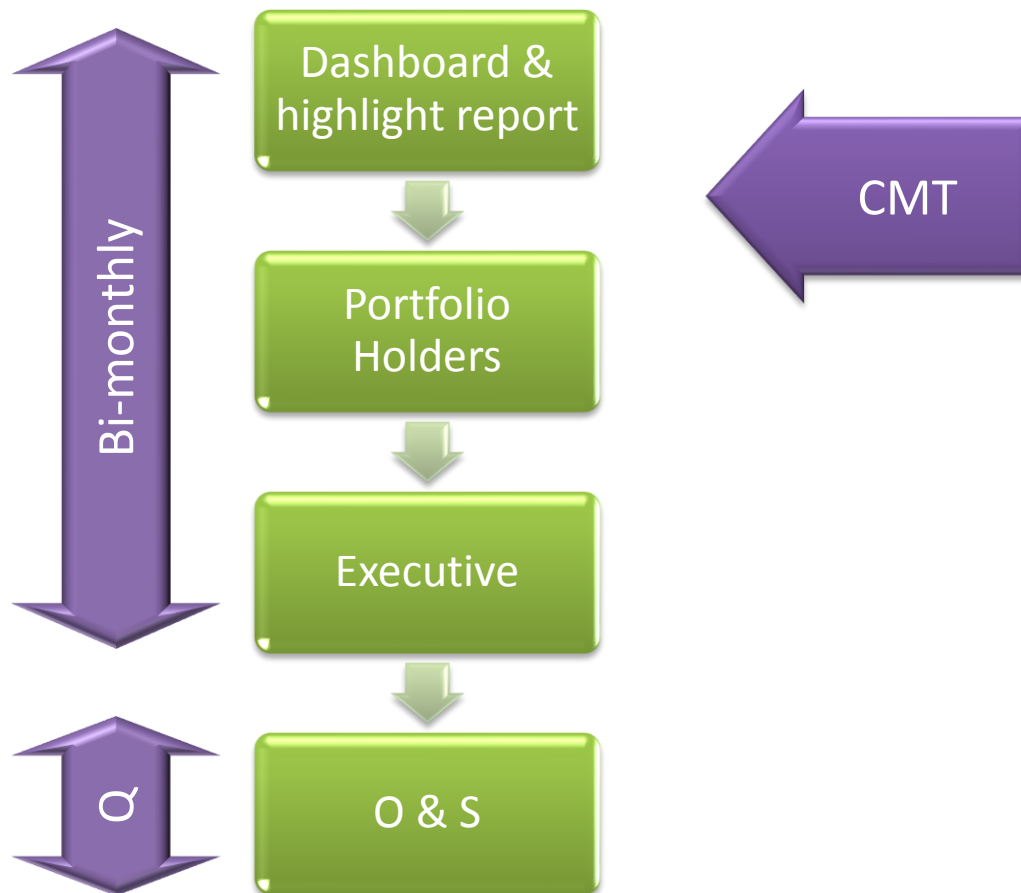 Dashboard &
highlight report
CMT
Bi-monthly
Portfolio
Holders
Executive
Q
O & S